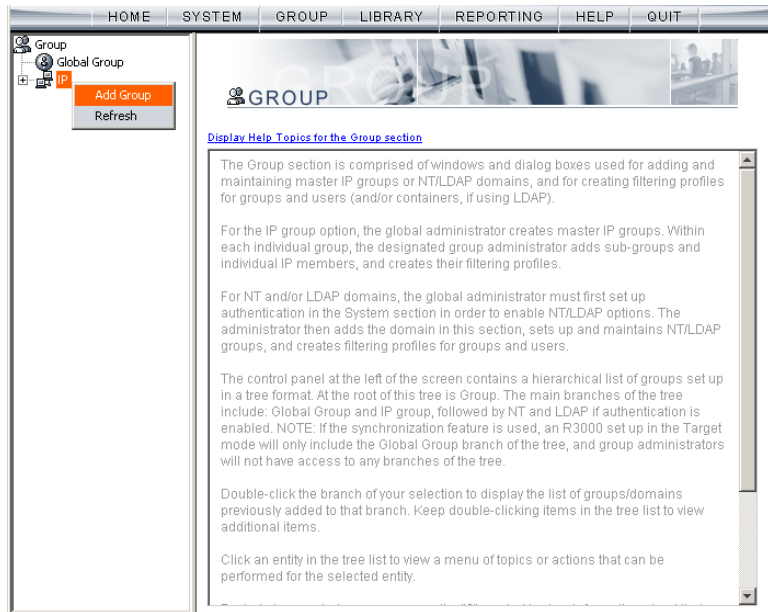 HOME SYSTEM GROUP LIBRARY REPORTING HELP QUIT
Group
Global Group
IP
Add Group
Refresh
GROUP
GROUP
Display Help Topics for the Group section
The Group section is comprised of windows and dialog boxes used for adding and
maintaining master IP groups or NT/LDAP domains, and for creating filtering profiles
for groups and users (and/or containers, if using LDAP).
For the IP group option, the global administrator creates master IP groups. Within
each individual group, the designated group administrator adds sub-groups and
individual IP members, and creates their filtering profiles.
For NT and/or LDAP domains, the global administrator must first set up
authentication in the System section in order to enable NT/LDAP options. The
administrator then adds the domain in this section, sets up and maintains NT/LDAP
groups, and creates filtering profiles for groups and users.
The control panel at the left of the screen contains a hierarchical list of groups set up
in a tree format. At the root of this tree is Group. The main branches of the tree
include: Global Group and IP group, followed by NT and LDAP if authentication is
enabled. NOTE: If the synchronization feature is used, an R3000 set up in the Target
mode will only include the Global Group branch of the tree, and group administrators
will not have access to any branches of the tree.
Double-click the branch of your selection to display the list of groups/domains
previously added to that branch. Keep double-clicking items in the tree list to view
additional items.
Click an entity in the tree list to view a menu of topics or actions that can be
performed for the selected entity.